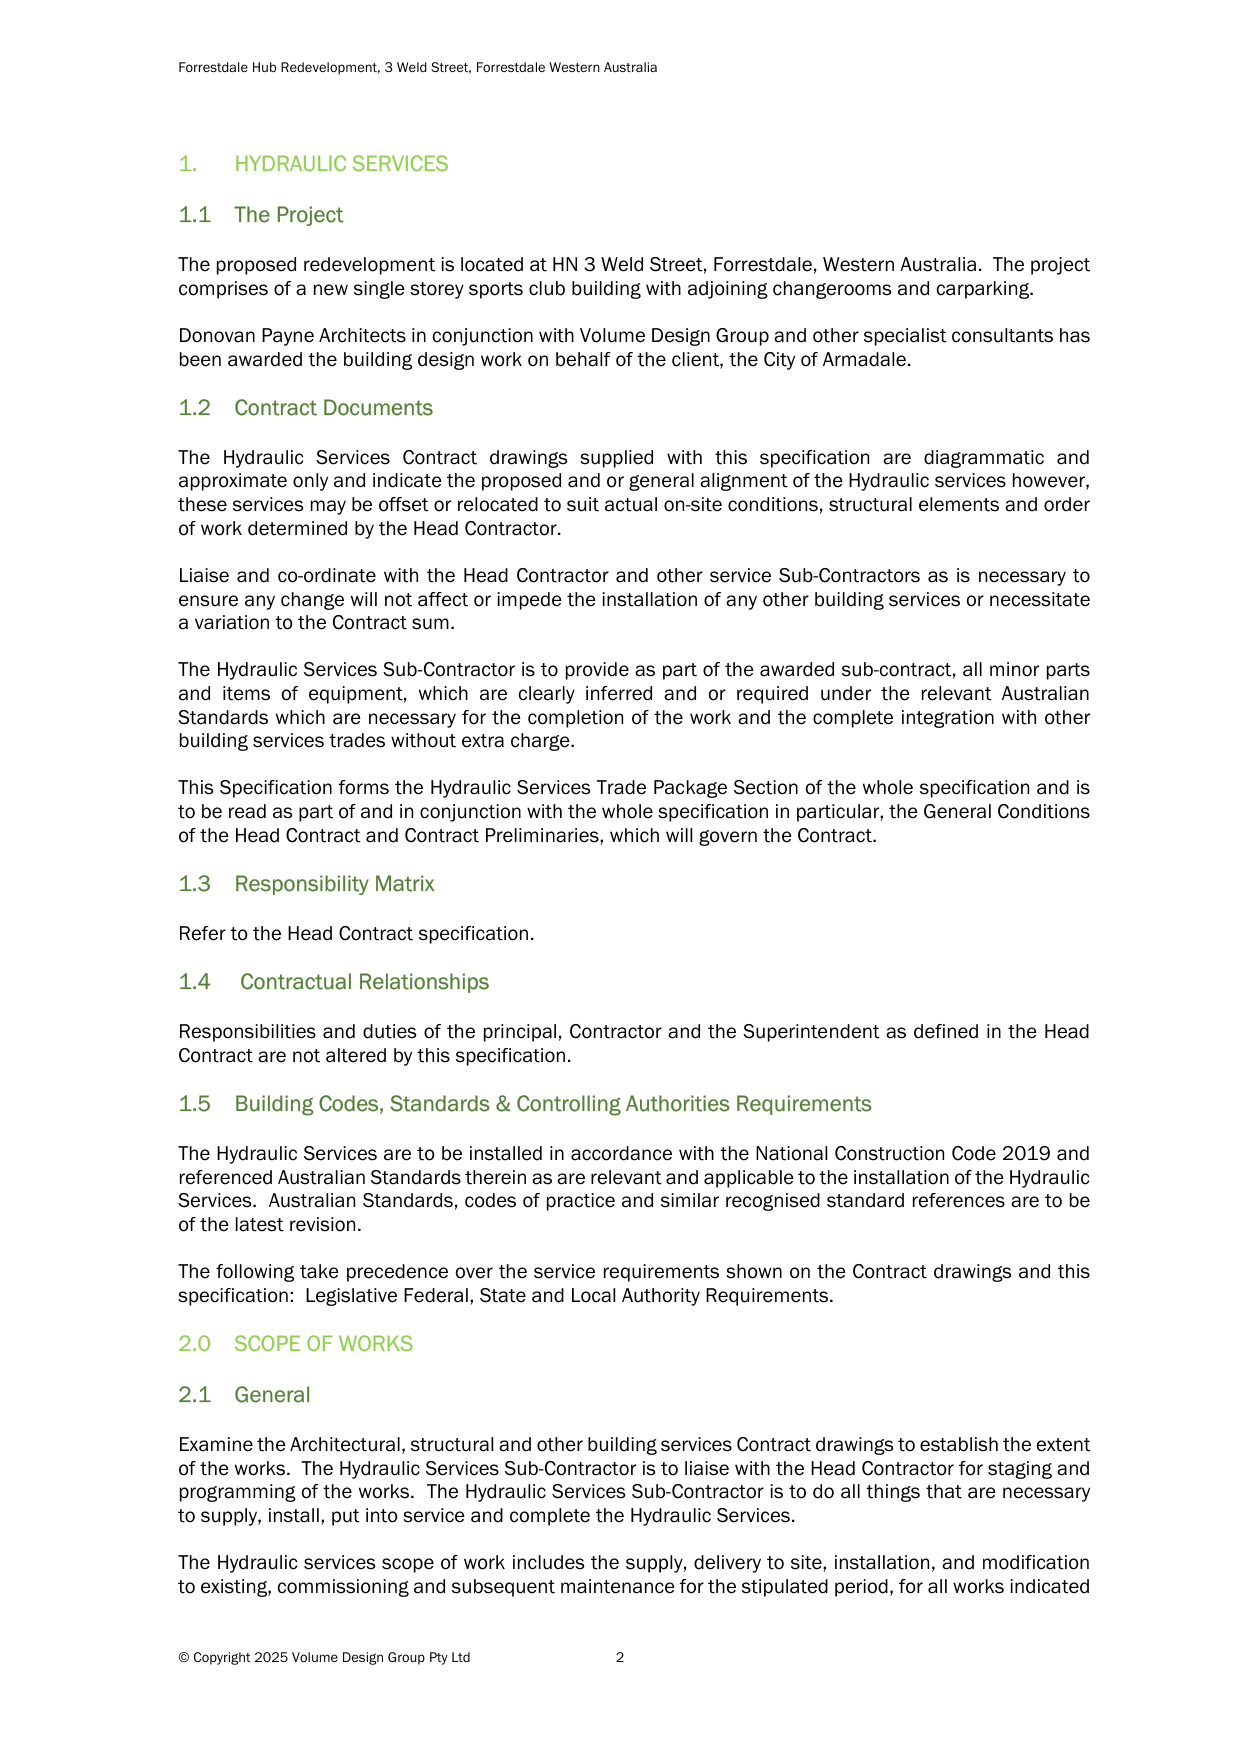 Forrestdale Hub Redevelopment, 3 Weld Street, Forrestdale Western Australia
1. HYDRAULIC SERVICES
1.1 The Project
The proposed redevelopment is located at HN 3 Weld Street, Forrestdale, Western Australia. The project
comprises of a new single storey sports club building with adjoining changerooms and carparking.
Donovan Payne Architects in conjunction with Volume Design Group and other specialist consultants has
been awarded the building design work on behalf of the client, the City of Armadale.
1.2 Contract Documents
The Hydraulic Services Contract drawings supplied with this specification are diagrammatic and
approximate only and indicate the proposed and or general alignment of the Hydraulic services however,
these services may be offset or relocated to suit actual on-site conditions, structural elements and order
of work determined by the Head Contractor.
Liaise and co-ordinate with the Head Contractor and other service Sub-Contractors as is necessary to
ensure any change will not affect or impede the installation of any other building services or necessitate
a variation to the Contract sum.
The Hydraulic Services Sub-Contractor is to provide as part of the awarded sub-contract, all minor parts
and items of equipment, which are clearly inferred and or required under the relevant Australian
Standards which are necessary for the completion of the work and the complete integration with other
building services trades without extra charge.
This Specification forms the Hydraulic Services Trade Package Section of the whole specification and is
to be read as part of and in conjunction with the whole specification in particular, the General Conditions
of the Head Contract and Contract Preliminaries, which will govern the Contract.
1.3 Responsibility Matrix
Refer to the Head Contract specification.
1.4 Contractual Relationships
Responsibilities and duties of the principal, Contractor and the Superintendent as defined in the Head
Contract are not altered by this specification.
1.5 Building Codes, Standards & Controlling Authorities Requirements
The Hydraulic Services are to be installed in accordance with the National Construction Code 2019 and
referenced Australian Standards therein as are relevant and applicable to the installation of the Hydraulic
Services. Australian Standards, codes of practice and similar recognised standard references are to be
of the latest revision.
The following take precedence over the service requirements shown on the Contract drawings and this
specification: Legislative Federal, State and Local Authority Requirements.
2.0 SCOPE OF WORKS
2.1 General
Examine the Architectural, structural and other building services Contract drawings to establish the extent
of the works. The Hydraulic Services Sub-Contractor is to liaise with the Head Contractor for staging and
programming of the works. The Hydraulic Services Sub-Contractor is to do all things that are necessary
to supply, install, put into service and complete the Hydraulic Services.
The Hydraulic services scope of work includes the supply, delivery to site, installation, and modification
to existing, commissioning and subsequent maintenance for the stipulated period, for all works indicated
© Copyright 2025 Volume Design Group Pty Ltd 2